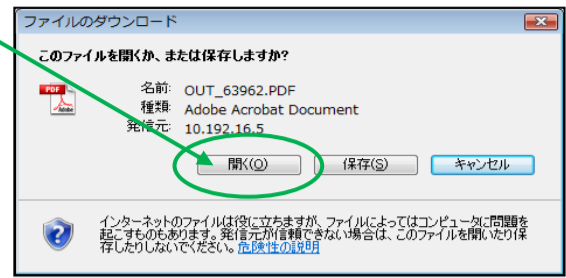 ファイルのダウンロード
このファイルを開くか、または保存しますか?
PDF
Adobe
名前: OUT_63962.PDF
種類: Adobe Acrobat Document
発信元: 10.192.16.5
開く(O) 保存(S) キャンセル
インターネットのファイルは役に立ちますが、ファイルによってはコンピュータに問題を
起こすものもあります。発信元が信頼できない場合は、このファイルを開いたり保
存したりしないでください。危険性の説明